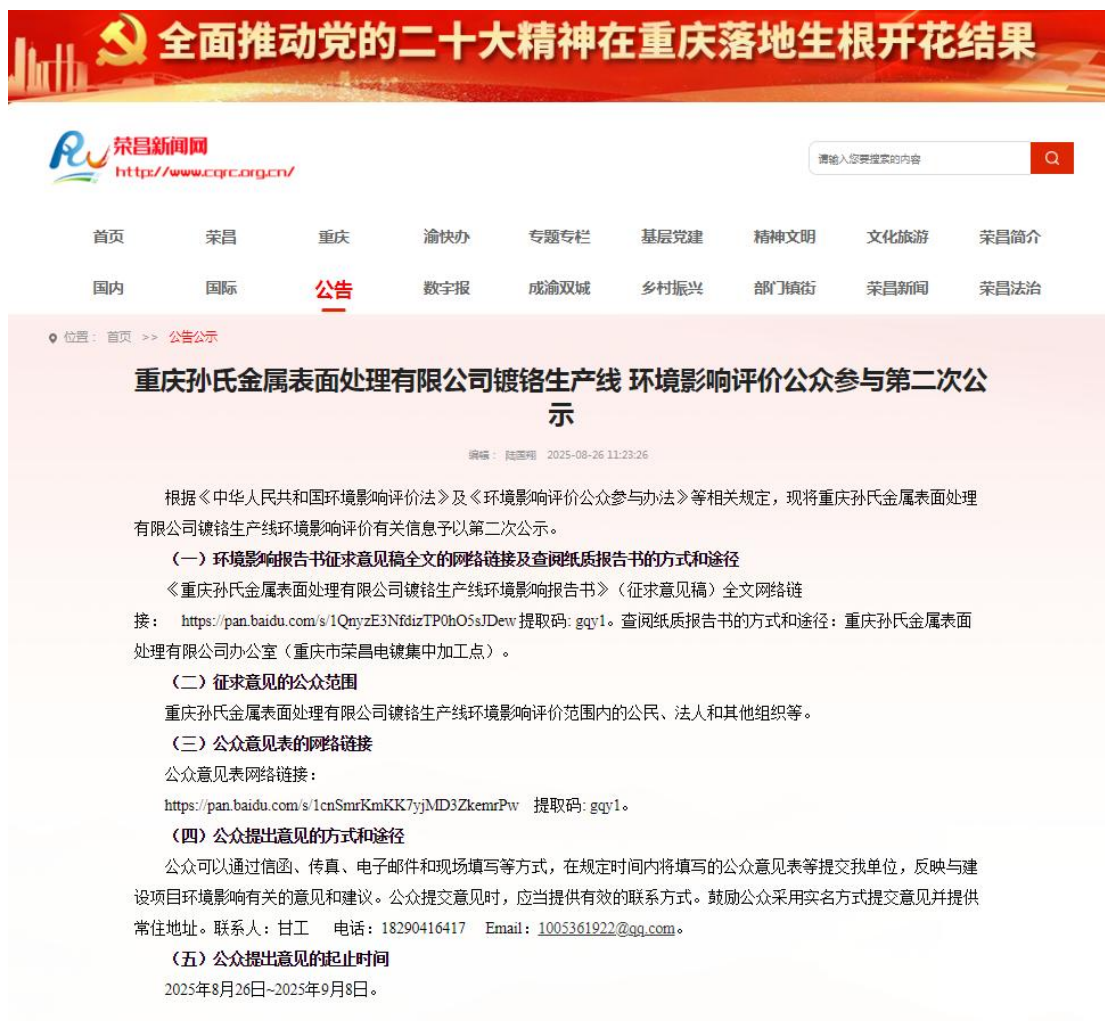 全面推动党的二十大精神在重庆落地生根开花结果
荣昌新闻网
http://www.cqrc.org.cn/
请输入您要搜索的内容
首页 荣昌 重庆 渝快办 专题专栏 基层党建 精神文明 文化旅游 荣昌简介
国内 国际 公告 数字报 成渝双城 乡村振兴 部门镇街 荣昌新闻 荣昌法治
位置： 首页 >> 公告公示
重庆孙氏金属表面处理有限公司镀铬生产线 环境影响评价公众参与第二次公
示
编辑： 陆国翔 2025-08-26 11:23:26
根据《中华人民共和国环境影响评价法》及《环境影响评价公众参与办法》等相关规定，现将重庆孙氏金属表面处理
有限公司镀铬生产线环境影响评价有关信息予以第二次公示。
（一）环境影响报告书征求意见稿全文的网络链接及查阅纸质报告书的方式和途径
《重庆孙氏金属表面处理有限公司镀铬生产线环境影响报告书》（征求意见稿）全文网络链
接： https://pan.baidu.com/s/1QnyzE3NfdizTP0hO5sJDew 提取码: gqy1。查阅纸质报告书的方式和途径：重庆孙氏金属表面
处理有限公司办公室（重庆市荣昌电镀集中加工点）。
（二）征求意见的公众范围
重庆孙氏金属表面处理有限公司镀铬生产线环境影响评价范围内的公民、法人和其他组织等。
（三）公众意见表的网络链接
公众意见表网络链接：
https://pan.baidu.com/s/1cnSmrKmKK7yjMD3ZkemrPw 提取码: gqy1。
（四）公众提出意见的方式和途径
公众可以通过信函、传真、电子邮件和现场填写等方式，在规定时间内将填写的公众意见表等提交我单位，反映与建
设项目环境影响有关的意见和建议。公众提交意见时，应当提供有效的联系方式。鼓励公众采用实名方式提交意见并提供
常住地址。联系人：甘工 电话：18290416417 Email：1005361922@qq.com。
（五）公众提出意见的起止时间
2025年8月26日~2025年9月8日。